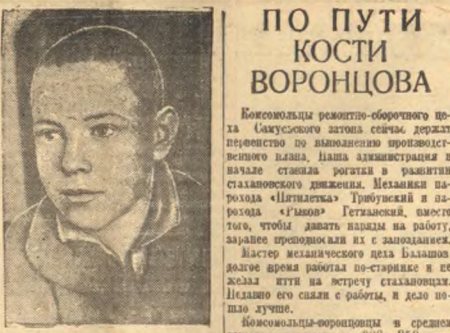 ПО ПУТИ
КОСТИ
ВОРОНЦОВА
Комсомольцы ремонтно-сборочного це-
ха Самусьского затона сейчас держат
первенство по выполнению производст-
венного плана. Наша администрация в
начале ставила рогатки в развитии
стахановского движения. Механики па-
рохода «Пятилетка» Трибунский и па-
рохода «Рыков» Гетманский, вместо
того, чтобы давать наряды на работу,
заранее преподносили их с запозданием.
Мастер механического цеха Балашов
долгое время работал по-старинке и не
желал итти на встречу стахановцам.
Недавно его сняли с работы, и дело по-
шло лучше.
Комсомольцы-воронцовцы в среднем